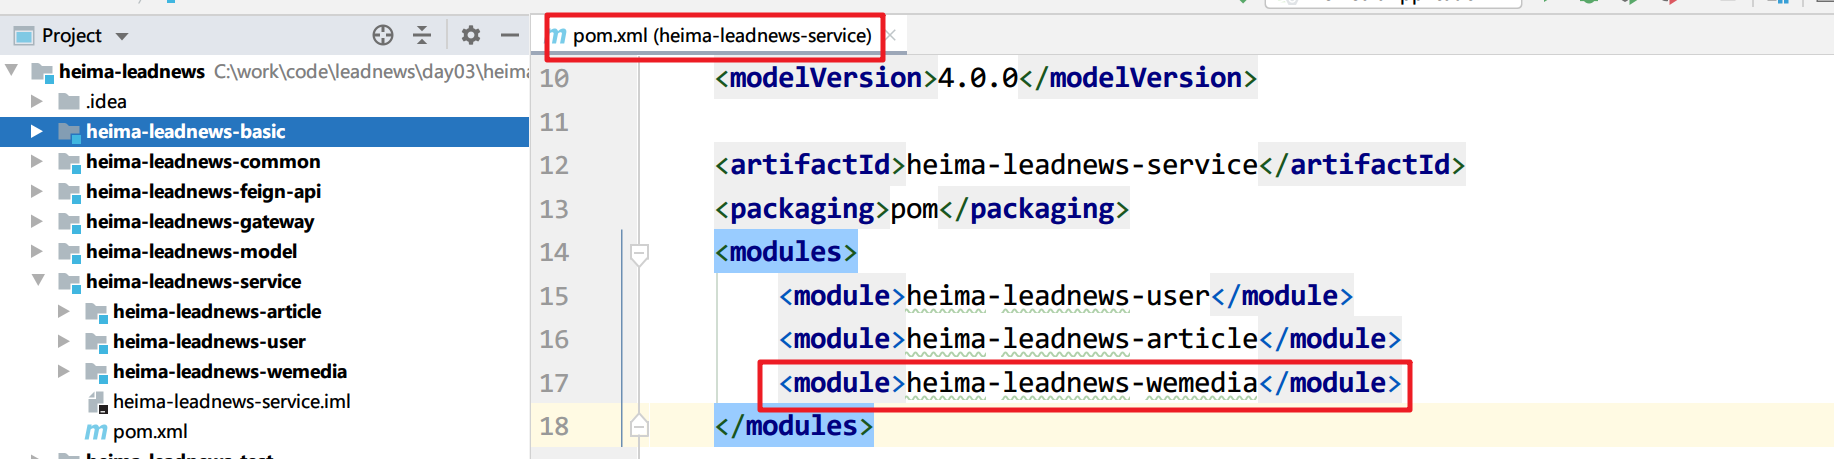 Project
heima-leadnews C:\work\code\leadnews\day03\heima
.idea
heima-leadnews-basic
heima-leadnews-common
heima-leadnews-feign-api
heima-leadnews-gateway
heima-leadnews-model
heima-leadnews-service
heima-leadnews-article
heima-leadnews-user
heima-leadnews-wemedia
heima-leadnews-service.iml
pom.xml
pom.xml (heima-leadnews-service)
10 <modelVersion>4.0.0</modelVersion>
11
12 <artifactId>heima-leadnews-service</artifactId>
13 <packaging>pom</packaging>
14 <modules>
15 <module>heima-leadnews-user</module>
16 <module>heima-leadnews-article</module>
17 <module>heima-leadnews-wemedia</module>
18 </modules>